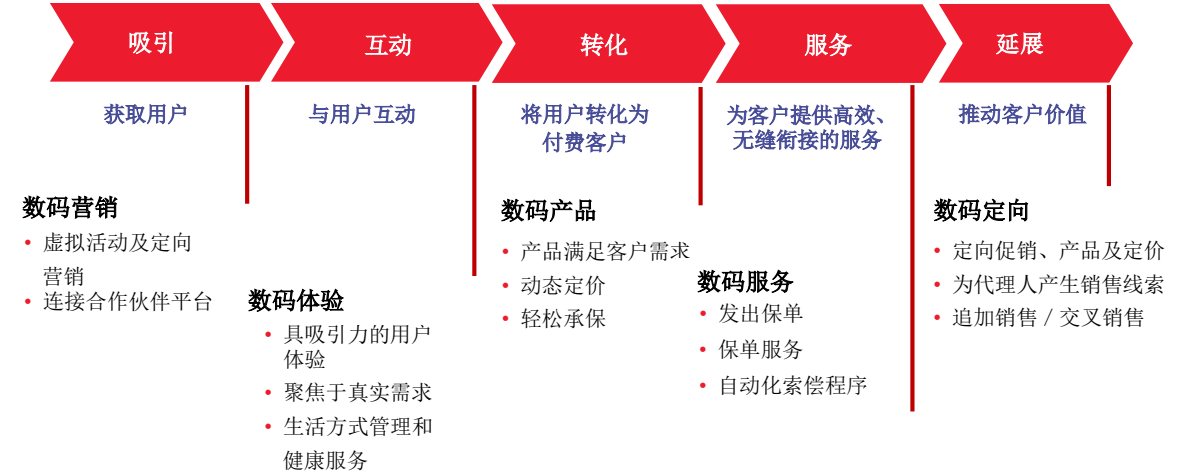 吸引
互动
转化
服务
延展
获取用户
与用户互动
将用户转化为
付费客户
为客户提供高效、
无缝衔接的服务
推动客户价值
数码营销
• 虚拟活动及定向
营销
• 连接合作伙伴平台
数码体验
• 具吸引力的用户
体验
• 聚焦于真实需求
• 生活方式管理和
健康服务
数码产品
• 产品满足客户需求
• 动态定价
• 轻松承保
数码服务
• 发出保单
• 保单服务
• 自动化索偿程序
数码定向
• 定向促销、产品及定价
• 为代理人产生销售线索
• 追加销售 / 交叉销售